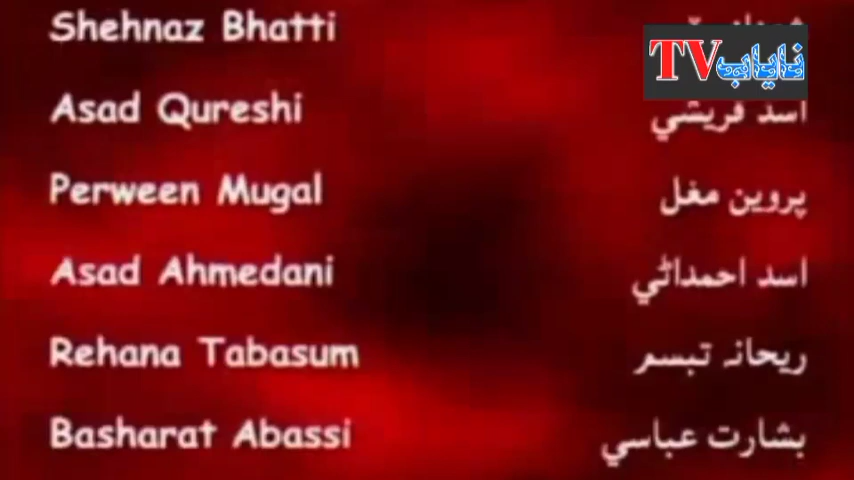 Shehnaz Bhatti
TV ناياب
Asad Qureshi اسد قريشي
Perween Mugal پروين مغل
Asad Ahmedani اسد احمداڻي
Rehana Tabasum ريحانہ تبسم
Basharat Abassi بشارت عباسي